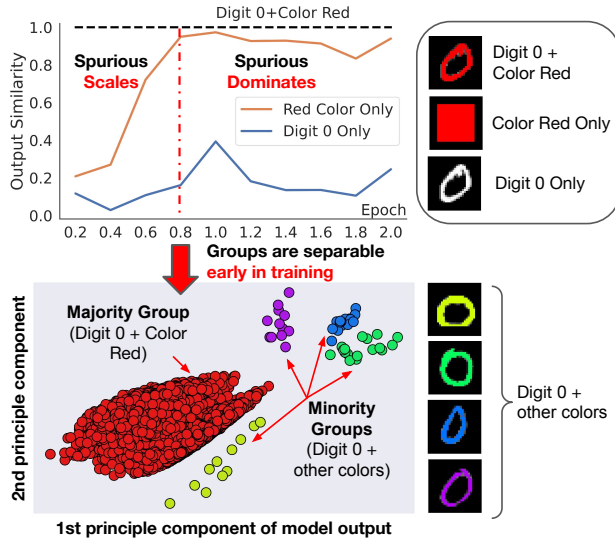 Digit 0+Color Red
Output Similarity
1.0
0.8
0.6
0.4
0.2
0.0
Spurious
Scales
Spurious
Dominates
Red Color Only
Digit 0 Only
Epoch
0.2 0.4 0.6 0.8 1.0 1.2 1.4 1.6 1.8 2.0
Digit 0 +
Color Red
Color Red Only
Digit 0 Only
Groups are separable
early in training
2nd principle component
Majority Group
(Digit 0 + Color
Red)
Minority
Groups
(Digit 0 +
other colors)
1st principle component of model output
Digit 0 +
other colors